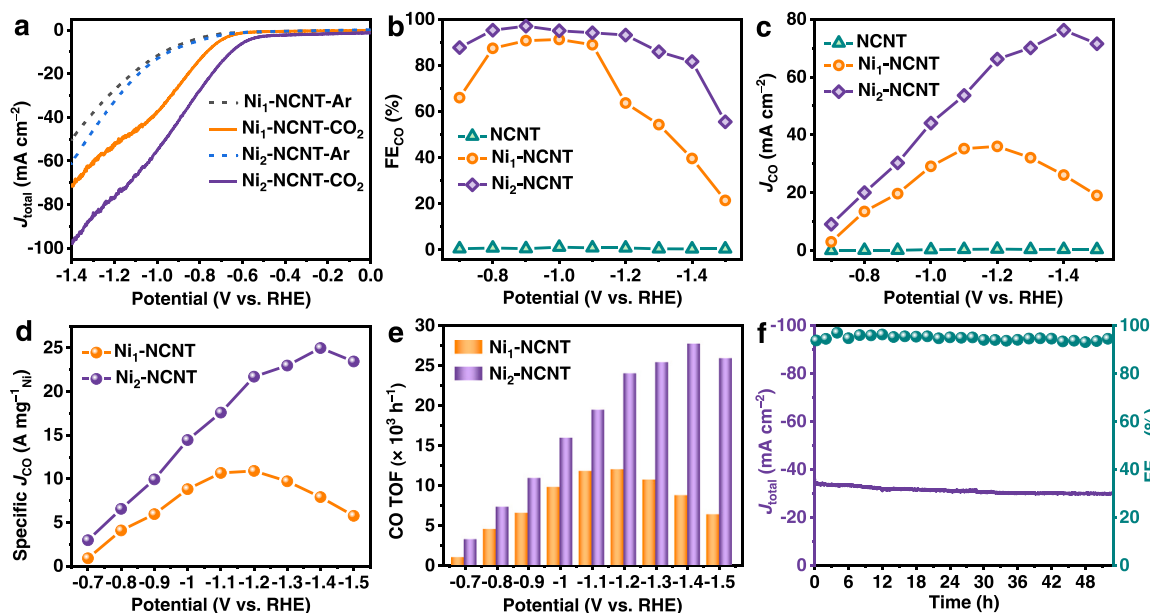 a
J_total (mA cm⁻²)
0
-20
-40
-60
-80
-100
Ni₁-NCNT-Ar
Ni₁-NCNT-CO₂
Ni₂-NCNT-Ar
Ni₂-NCNT-CO₂
-1.4 -1.2 -1.0 -0.8 -0.6 -0.4 -0.2 0.0
Potential (V vs. RHE)
b
FE_CO (%)
100
80
60
40
20
0
NCNT
Ni₁-NCNT
Ni₂-NCNT
-0.8 -1.0 -1.2 -1.4
Potential (V vs. RHE)
c
J_CO (mA cm⁻²)
80
60
40
20
0
NCNT
Ni₁-NCNT
Ni₂-NCNT
-0.8 -1.0 -1.2 -1.4
Potential (V vs. RHE)
d
Specific J_CO (A mg⁻¹_Ni)
25
20
15
10
5
0
Ni₁-NCNT
Ni₂-NCNT
-0.7 -0.8 -0.9 -1 -1.1 -1.2 -1.3 -1.4 -1.5
Potential (V vs. RHE)
e
CO TOF (× 10³ h⁻¹)
30
25
20
15
10
5
0
Ni₁-NCNT
Ni₂-NCNT
-0.7 -0.8 -0.9 -1 -1.1 -1.2 -1.3 -1.4 -1.5
Potential (V vs. RHE)
f
J_total (mA cm⁻²)
-100
-80
-60
-40
-20
0
100
80
60
40
20
0
(%)
0 6 12 18 24 30 36 42 48
Time (h)